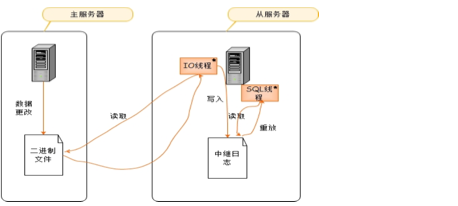 主服务器
从服务器
IO线程
SQL线
程
数据
更改
写入
读取
读取
重放
二进制
文件
中继日
志